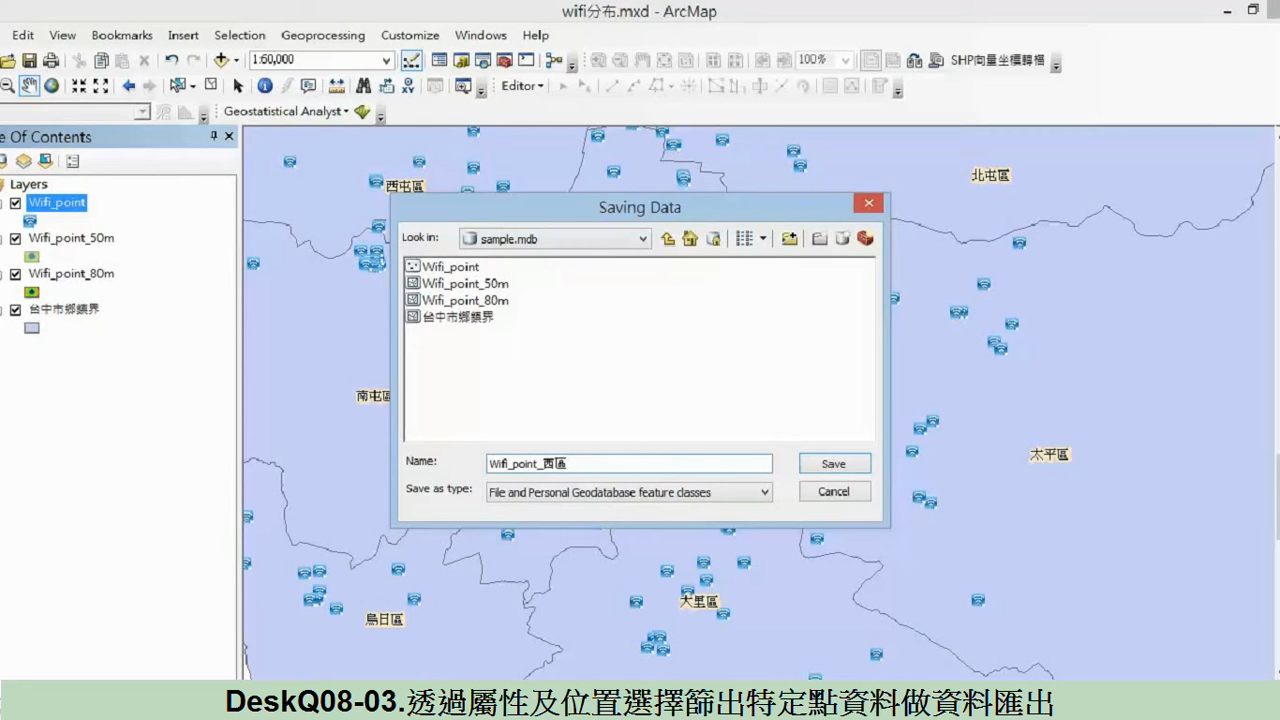 wifi分布.mxd - ArcMap
Edit View Bookmarks Insert Selection Geoprocessing Customize Windows Help
1:60,000 100% SHP向量坐標轉檔
Editor
Geostatistical Analyst
e Of Contents
Layers
Wifi_point
Wifi_point_50m
Wifi_point_80m
台中市鄉鎮界
西屯區
北屯區
南屯區
太平區
大里區
烏日區
Saving Data
Look in: sample.mdb
Wifi_point
Wifi_point_50m
Wifi_point_80m
台中市鄉鎮界
Name: Wifi_point_西區 Save
Save as type: File and Personal Geodatabase feature classes Cancel
DeskQ08-03.透過屬性及位置選擇篩出特定點資料做資料匯出